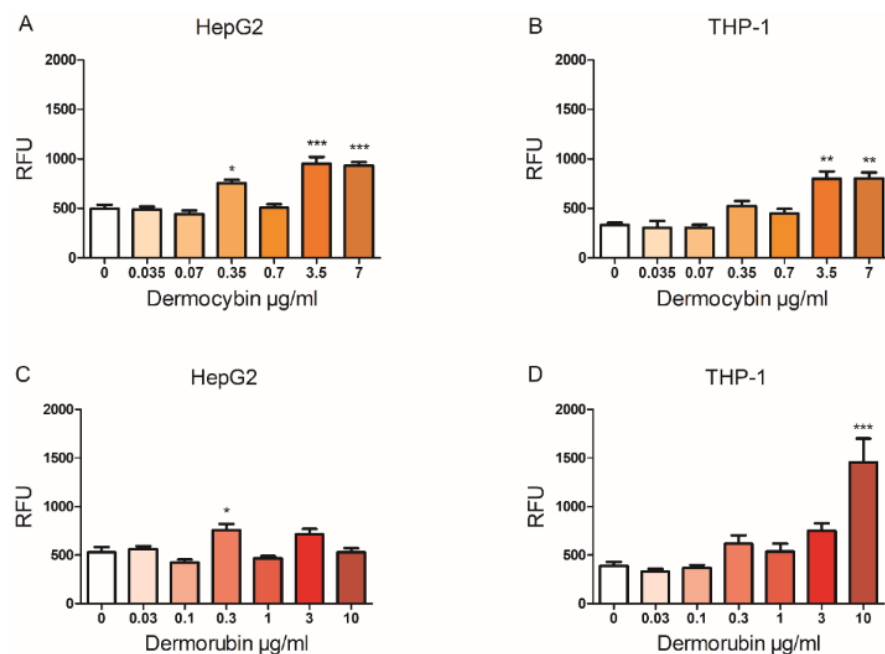 A
HepG2
2000
1500
1000
500
0
RFU
*
***
***
0 0.035 0.07 0.35 0.7 3.5 7
Dermocybin µg/ml
B
THP-1
2000
1500
1000
500
0
RFU
**
**
0 0.035 0.07 0.35 0.7 3.5 7
Dermocybin µg/ml
C
HepG2
2000
1500
1000
500
0
RFU
*
0 0.03 0.1 0.3 1 3 10
Dermorubin µg/ml
D
THP-1
2000
1500
1000
500
0
RFU
***
0 0.03 0.1 0.3 1 3 10
Dermorubin µg/ml